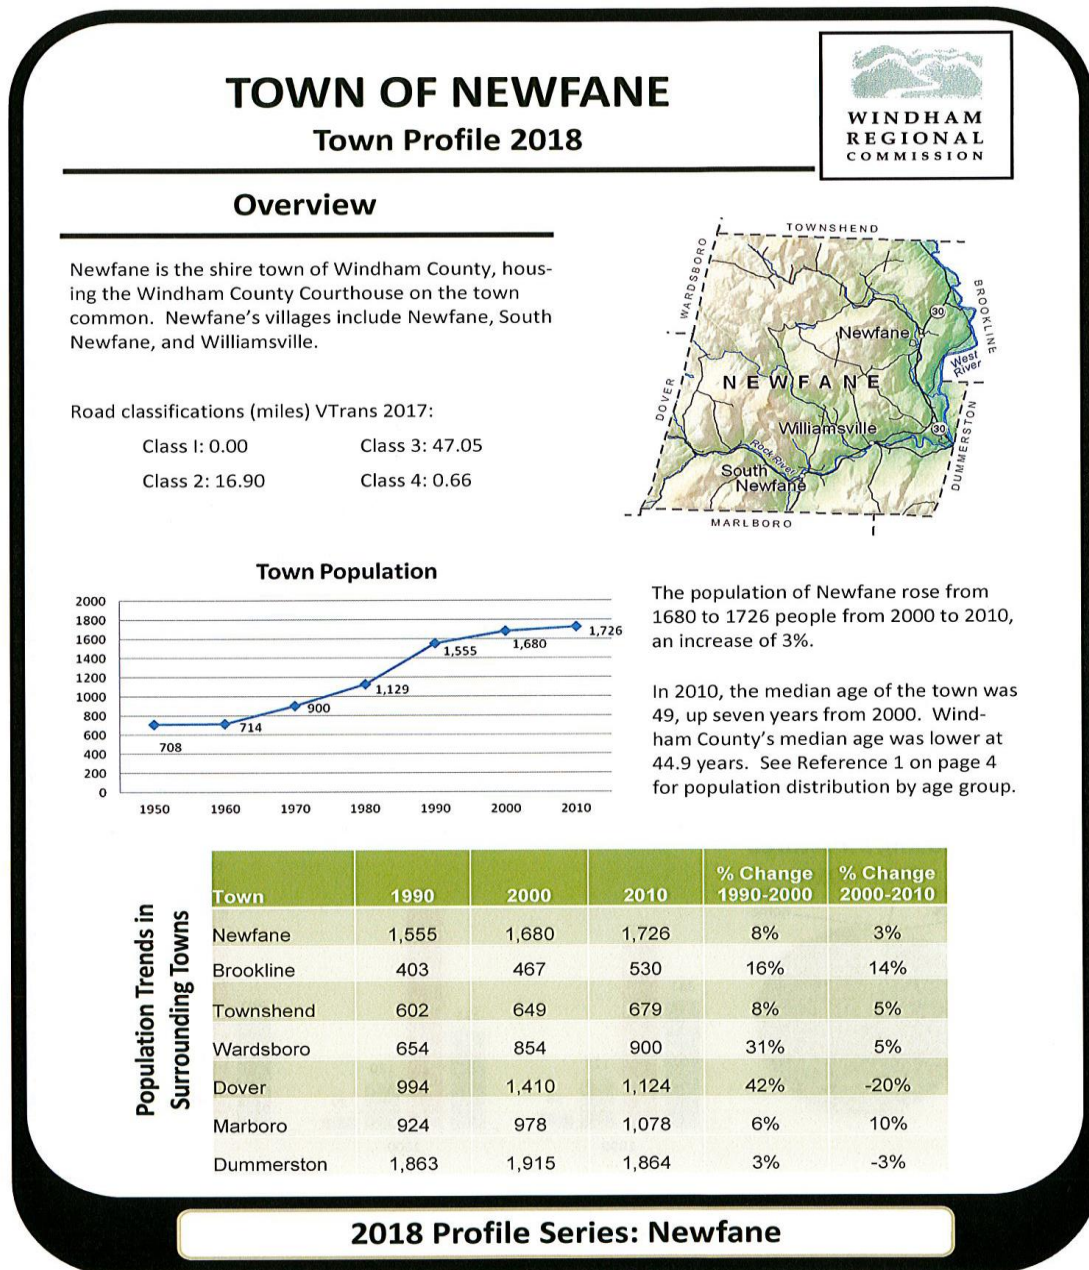 TOWN OF NEWFANE
Town Profile 2018
WINDHAM
REGIONAL
COMMISSION
Overview
Newfane is the shire town of Windham County, hous-
ing the Windham County Courthouse on the town
common. Newfane's villages include Newfane, South
Newfane, and Williamsville.
Road classifications (miles) VTrans 2017:
Class I: 0.00 Class 3: 47.05
Class 2: 16.90 Class 4: 0.66
TOWNSHEND
WARDSBORO
BROOKLINE
30
Newfane
West
River
NEWFANE
DOVER
Williamsville
30
DUMMERSTON
Rock River
South
Newfane
MARLBORO
Town Population
2000
1800
1600
1400
1200
1000
800
600
400
200
0
708
714
900
1,129
1,555
1,680
1,726
1950 1960 1970 1980 1990 2000 2010
The population of Newfane rose from
1680 to 1726 people from 2000 to 2010,
an increase of 3%.
In 2010, the median age of the town was
49, up seven years from 2000. Wind-
ham County's median age was lower at
44.9 years. See Reference 1 on page 4
for population distribution by age group.
Population Trends in
Surrounding Towns
% Change % Change
Town 1990 2000 2010 1990-2000 2000-2010
Newfane 1,555 1,680 1,726 8% 3%
Brookline 403 467 530 16% 14%
Townshend 602 649 679 8% 5%
Wardsboro 654 854 900 31% 5%
Dover 994 1,410 1,124 42% -20%
Marboro 924 978 1,078 6% 10%
Dummerston 1,863 1,915 1,864 3% -3%
2018 Profile Series: Newfane